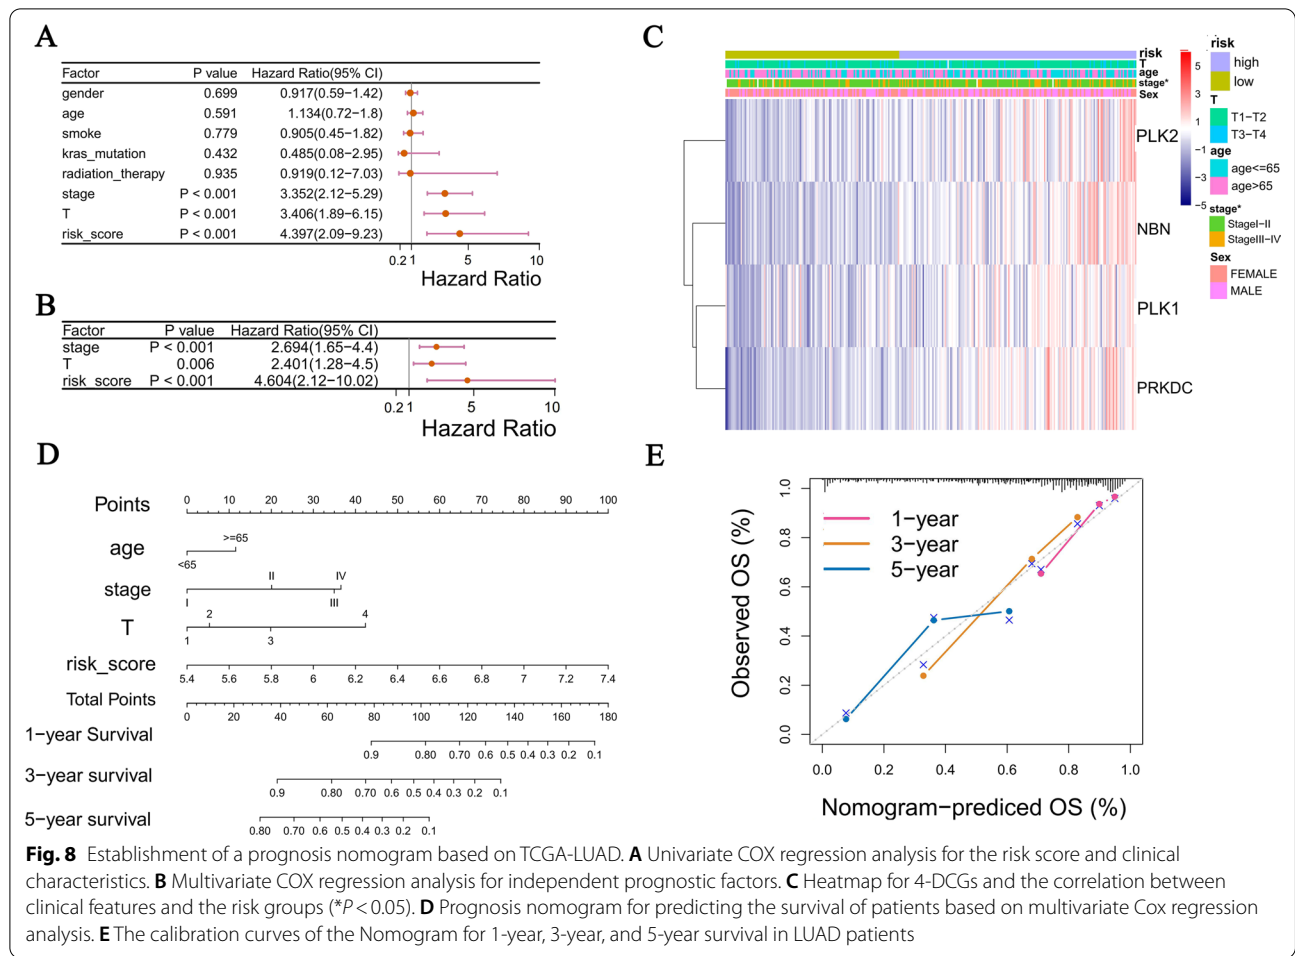 A
Factor P value Hazard Ratio(95% CI)
gender 0.699 0.917(0.59−1.42)
age 0.591 1.134(0.72−1.8)
smoke 0.779 0.905(0.45−1.82)
kras_mutation 0.432 0.485(0.08−2.95)
radiation_therapy 0.935 0.919(0.12−7.03)
stage P < 0.001 3.352(2.12−5.29)
T P < 0.001 3.406(1.89−6.15)
risk_score P < 0.001 4.397(2.09−9.23)
0.2 1 5 10
Hazard Ratio
B
Factor P value Hazard Ratio(95% CI)
stage P < 0.001 2.694(1.65−4.4)
T 0.006 2.401(1.28−4.5)
risk_score P < 0.001 4.604(2.12−10.02)
0.2 1 5 10
Hazard Ratio
C
risk
T
age
stage*
Sex
PLK2
NBN
PLK1
PRKDC
5
3
1
−1
−3
−5
risk
high
low
T
T1−T2
T3−T4
age
age<=65
age>65
stage*
StageI−II
StageIII−IV
Sex
FEMALE
MALE
D
Points 0 10 20 30 40 50 60 70 80 90 100
age <65 >=65
stage I II III IV
T 1 2 3 4
risk_score 5.4 5.6 5.8 6 6.2 6.4 6.6 6.8 7 7.2 7.4
Total Points 0 20 40 60 80 100 120 140 160 180
1−year Survival 0.9 0.80 0.70 0.6 0.5 0.4 0.3 0.2 0.1
3−year survival 0.9 0.80 0.70 0.6 0.5 0.4 0.3 0.2 0.1
5−year survival 0.80 0.70 0.6 0.5 0.4 0.3 0.2 0.1
E
1−year
3−year
5−year
Observed OS (%)
0.0 0.2 0.4 0.6 0.8 1.0
0.0 0.2 0.4 0.6 0.8 1.0
Nomogram−prediced OS (%)
Fig. 8 Establishment of a prognosis nomogram based on TCGA-LUAD. A Univariate COX regression analysis for the risk score and clinical
characteristics. B Multivariate COX regression analysis for independent prognostic factors. C Heatmap for 4-DCGs and the correlation between
clinical features and the risk groups (*P < 0.05). D Prognosis nomogram for predicting the survival of patients based on multivariate Cox regression
analysis. E The calibration curves of the Nomogram for 1-year, 3-year, and 5-year survival in LUAD patients